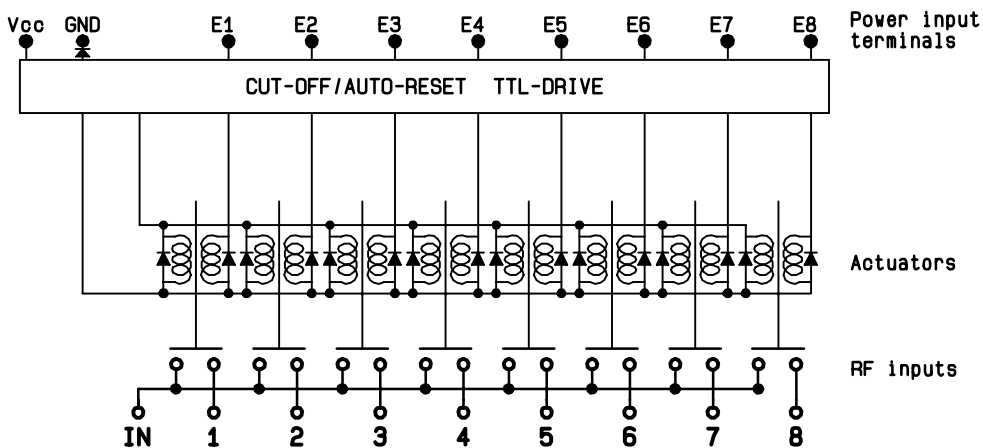 Vcc GND E1 E2 E3 E4 E5 E6 E7 E8 Power input
terminals
CUT-OFF/AUTO-RESET TTL-DRIVE
Actuators
RF inputs
IN 1 2 3 4 5 6 7 8